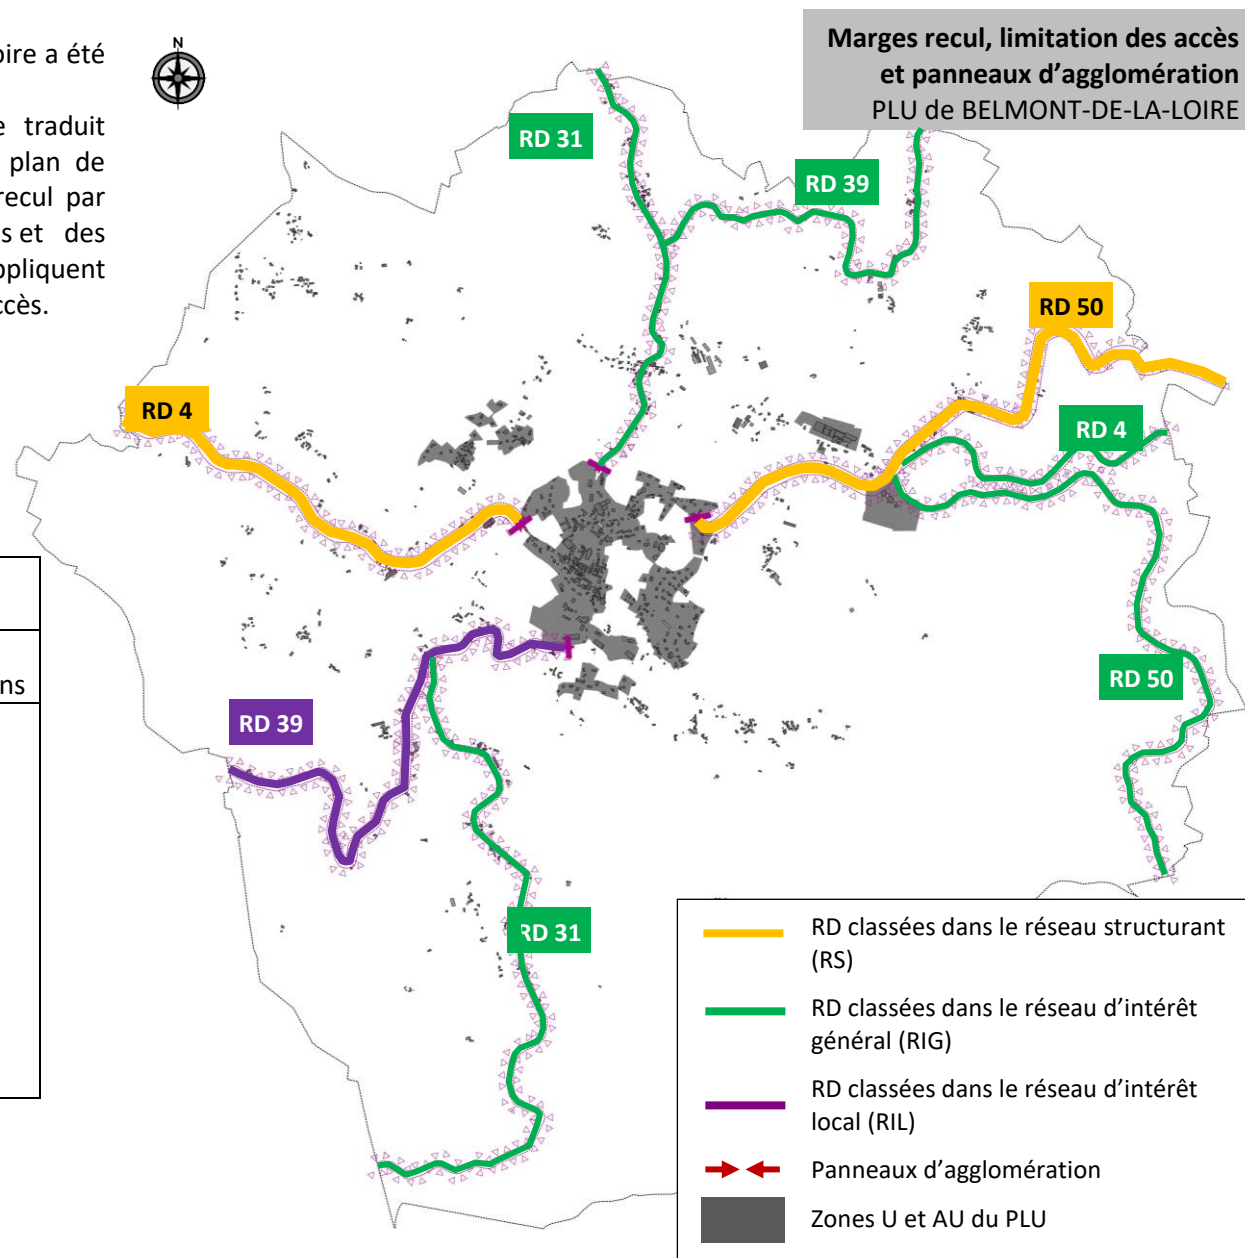 oire a été
e traduit
plan de
recul par
s et des
ppliquent
ccès.
N
Marges recul, limitation des accès
et panneaux d'agglomération
PLU de BELMONT-DE-LA-LOIRE
RD 31
RD 39
RD 50
RD 4
RD 4
ns
RD 50
RD 39
RD 31
RD classées dans le réseau structurant
(RS)
RD classées dans le réseau d'intérêt
général (RIG)
RD classées dans le réseau d'intérêt
local (RIL)
Panneaux d'agglomération
Zones U et AU du PLU